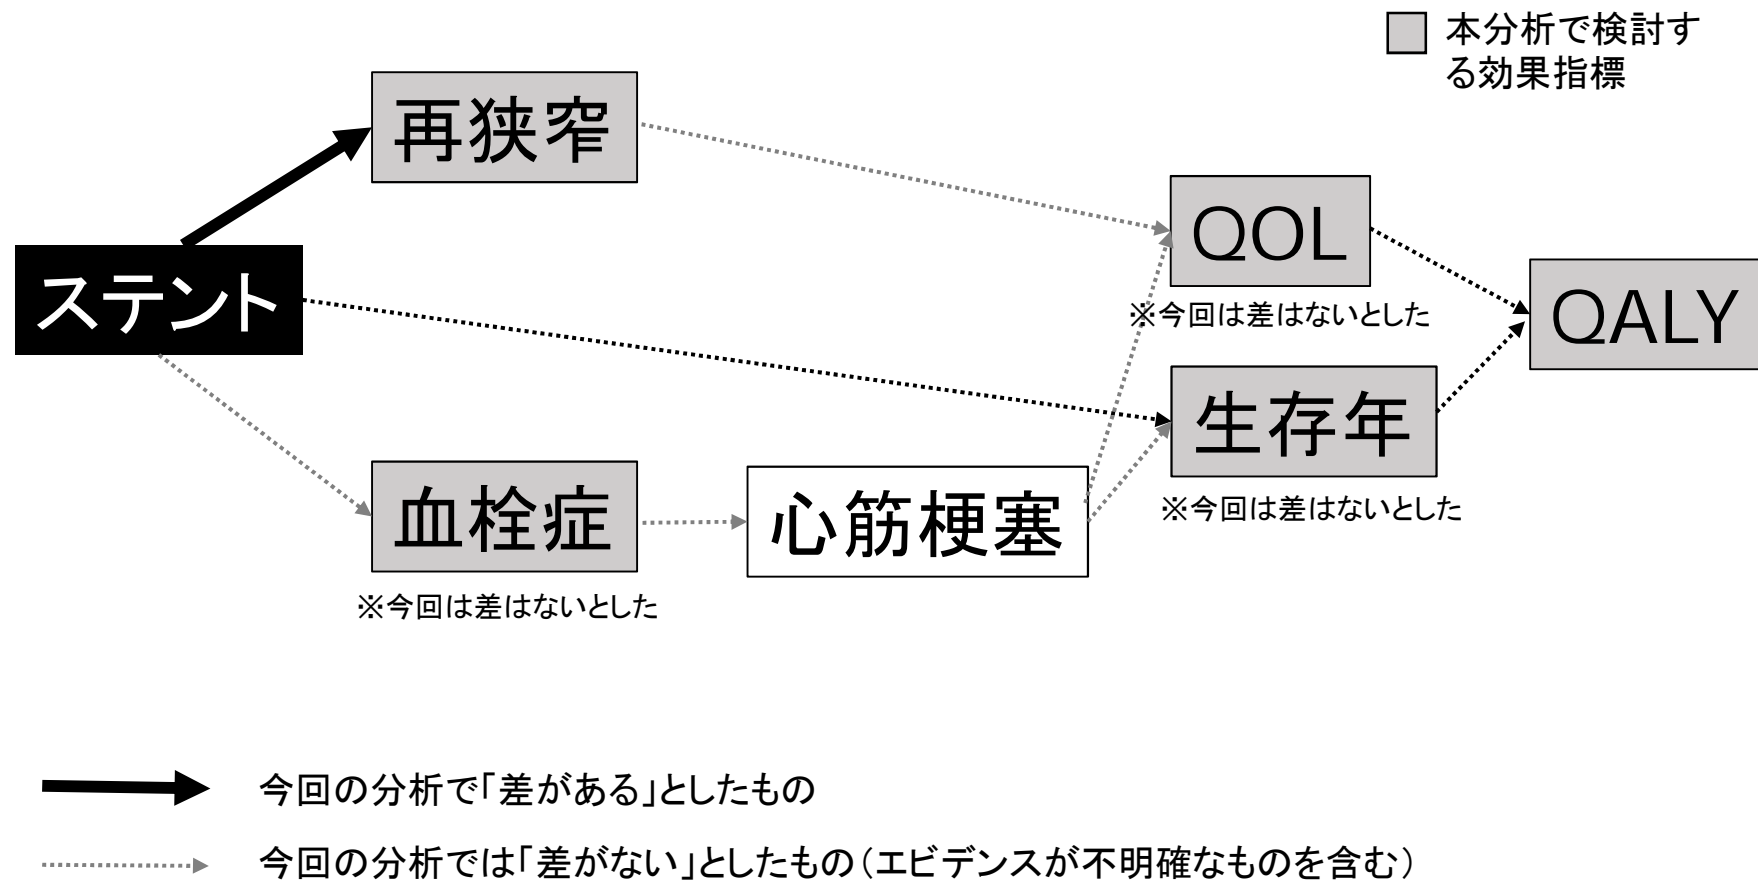 本分析で検討す
る効果指標
再狭窄
QOL
※今回は差はないとした
ステント
QALY
生存年
※今回は差はないとした
血栓症
※今回は差はないとした
心筋梗塞
今回の分析で「差がある」としたもの
今回の分析では「差がない」としたもの（エビデンスが不明確なものを含む）